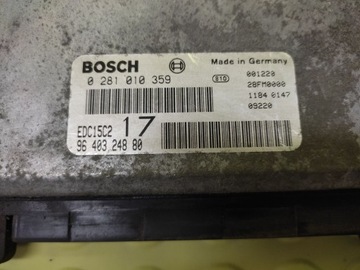 BOSCH
Made in Germany
0 281 010 359
001229
28FM0000
1184 0147
09220
EDC15C2 17
96 403 248 80